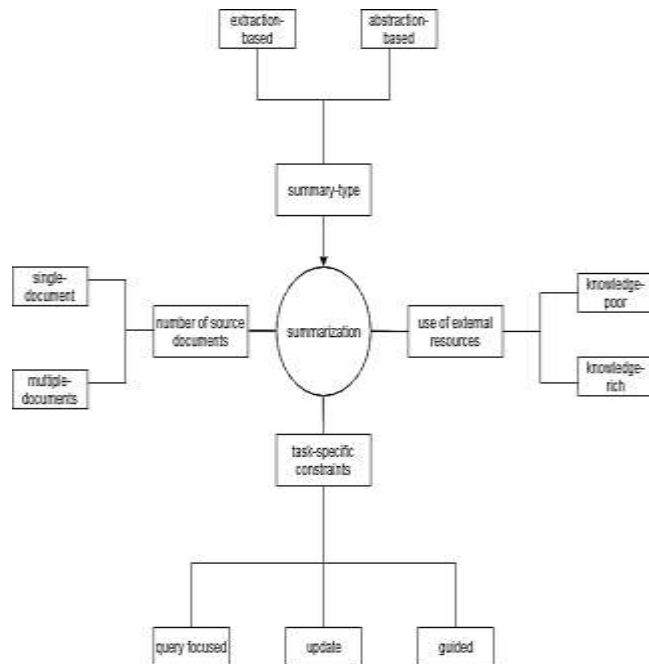 extraction-
based
abstraction-
based
summary-type
single-
document
number of source
documents
summarization
use of external
resources
knowledge-
poor
multiple-
documents
knowledge-
rich
task-specific
constraints
query focused
update
guided